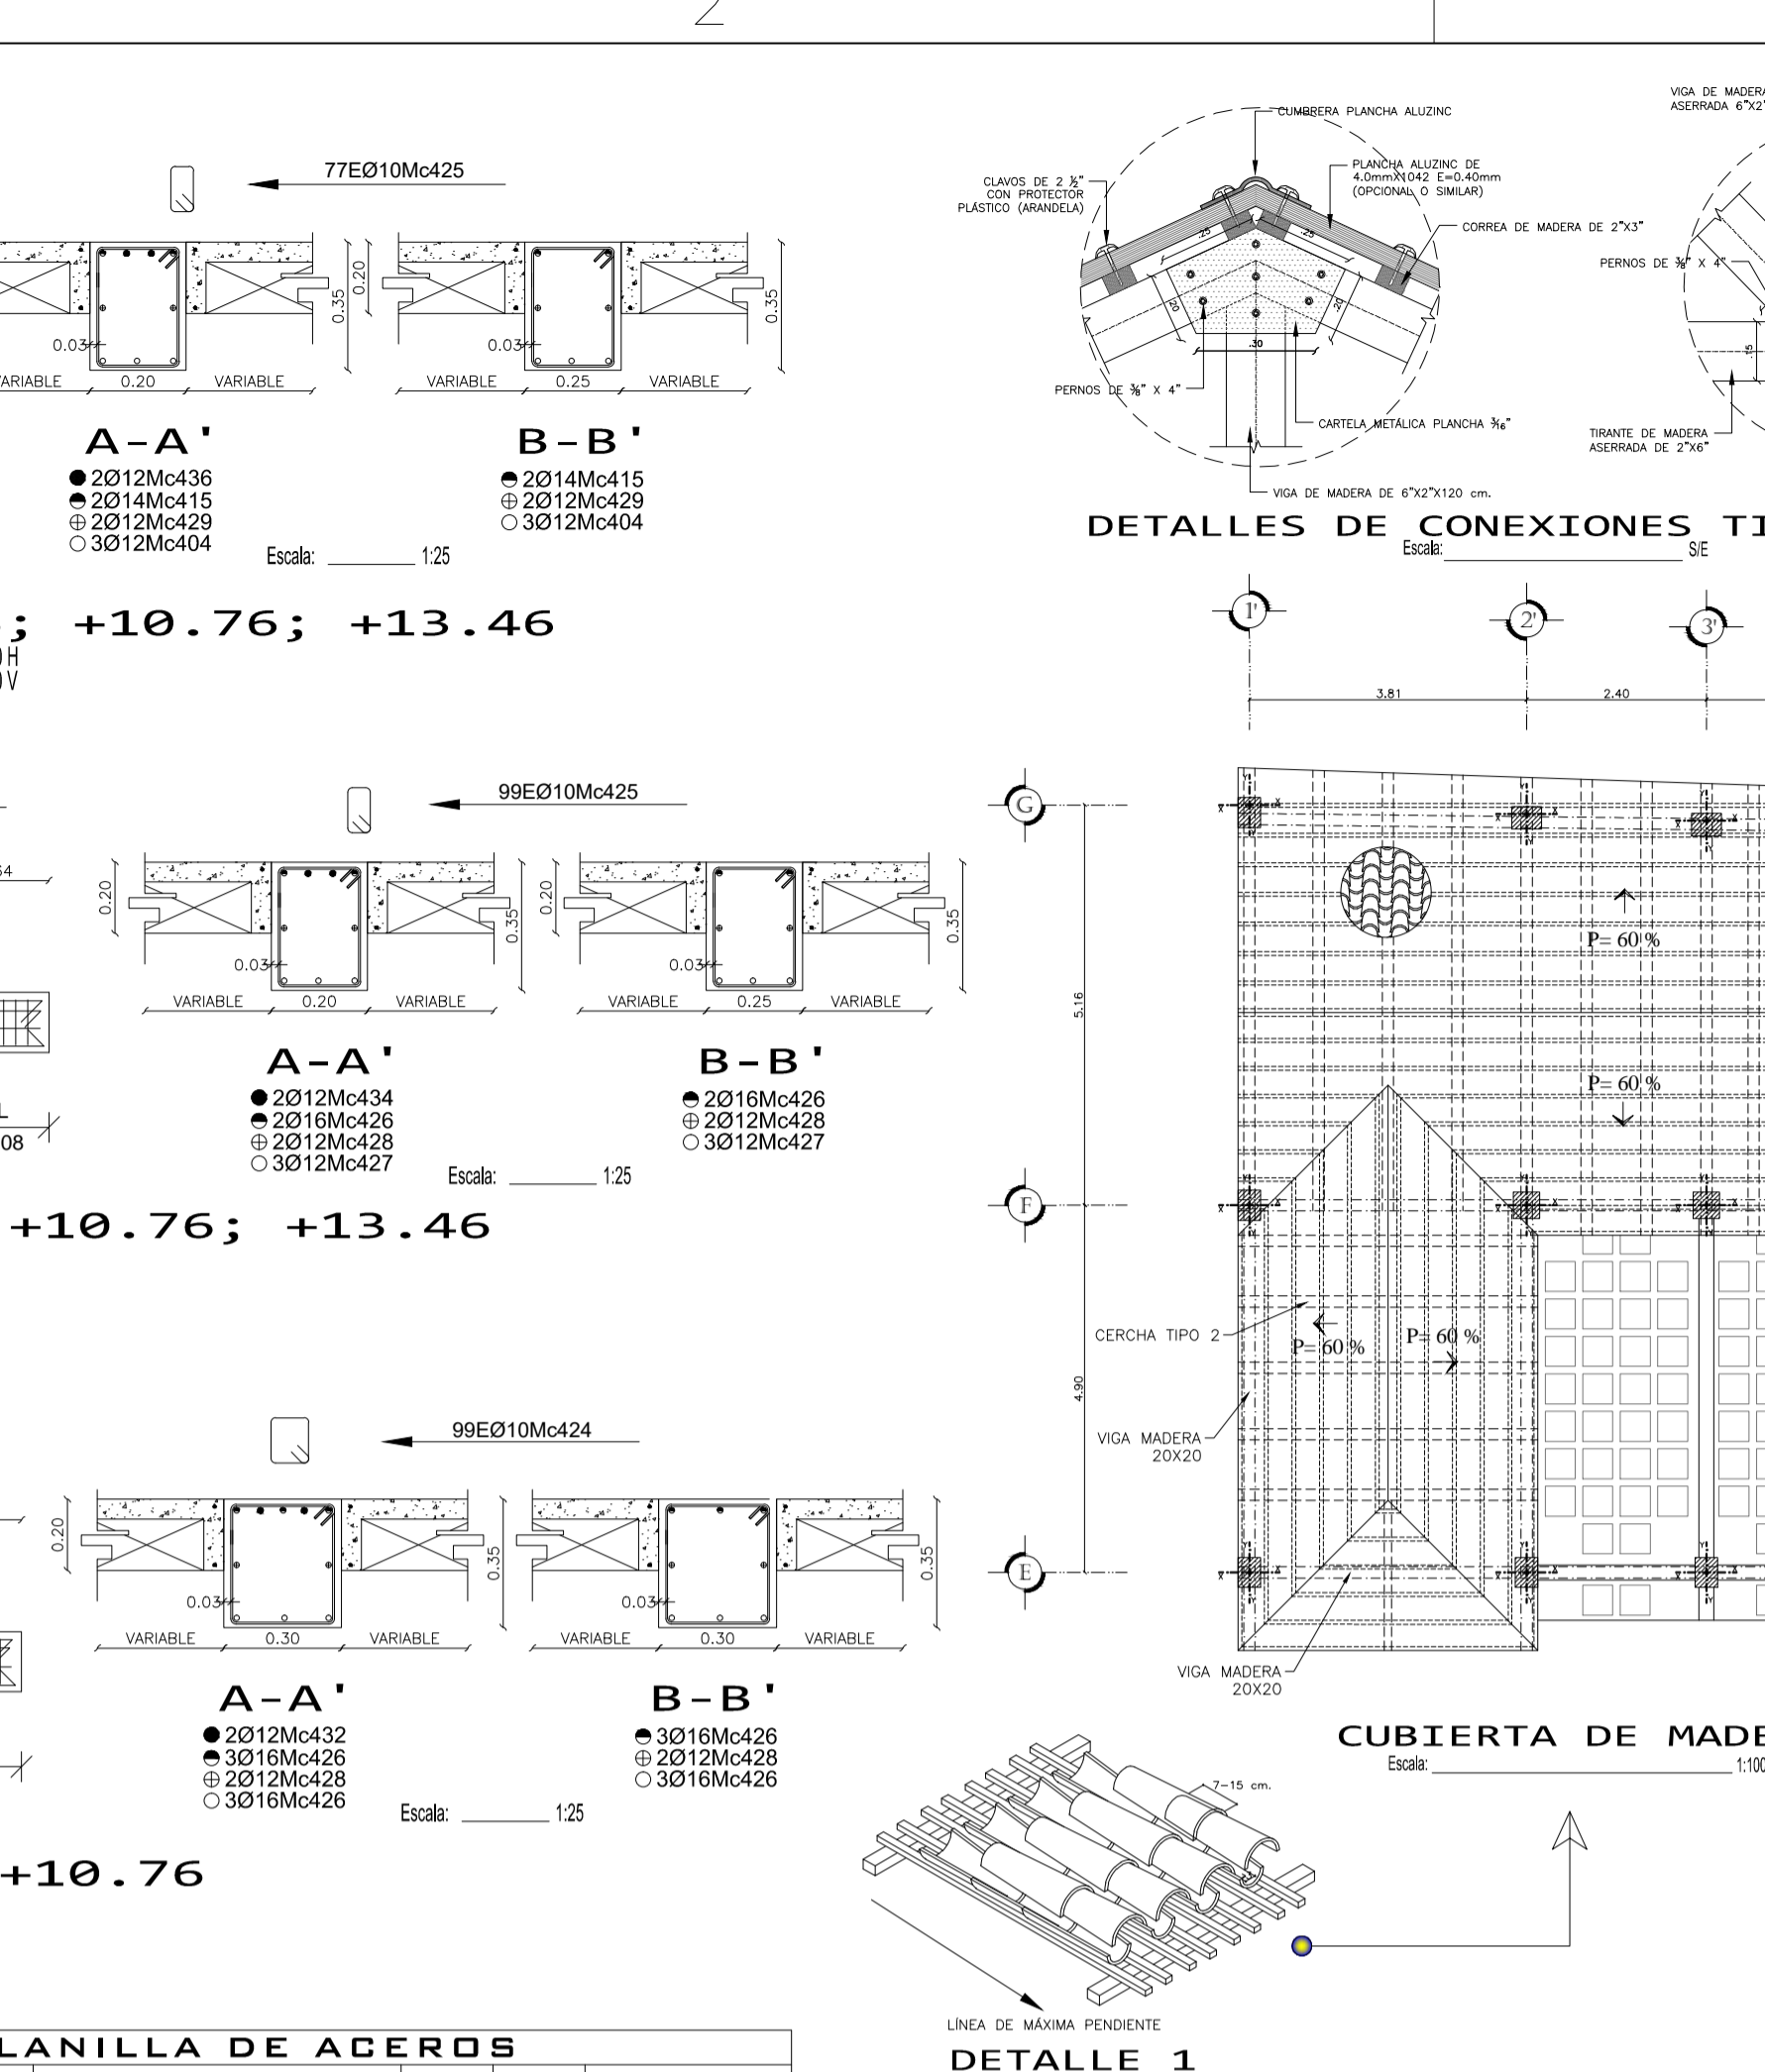 2
77EØ10Mc425
0.20
0.35
0.35
0.03
VARIABLE
0.20
VARIABLE
VARIABLE
0.25
VARIABLE
A-A'
2Ø12Mc436
2Ø14Mc415
2Ø12Mc429
3Ø12Mc404
B-B'
2Ø14Mc415
2Ø12Mc429
3Ø12Mc404
Escala: 1:25
; +10.76; +13.46
H
V
99EØ10Mc425
0.20
0.35
0.20
0.35
0.03
0.03
VARIABLE
0.20
VARIABLE
VARIABLE
0.25
VARIABLE
08
A-A'
2Ø12Mc434
2Ø16Mc426
2Ø12Mc428
3Ø12Mc427
B-B'
2Ø16Mc426
2Ø12Mc428
3Ø12Mc427
Escala: 1:25
+10.76; +13.46
99EØ10Mc424
0.20
0.35
0.35
0.03
0.03
VARIABLE
0.30
VARIABLE
VARIABLE
0.30
VARIABLE
A-A'
2Ø12Mc432
3Ø16Mc426
2Ø12Mc428
3Ø16Mc426
B-B'
3Ø16Mc426
2Ø12Mc428
3Ø16Mc426
Escala: 1:25
+10.76
LANILLA DE ACEROS
CUMBRERA PLANCHA ALUZINC
PLANCHA ALUZINC DE
4.0mmX1042 E=0.40mm
(OPCIONAL O SIMILAR)
CLAVOS DE 2 ½"
CON PROTECTOR
PLÁSTICO (ARANDELA)
CORREA DE MADERA DE 2"X3"
.25
.25
.20
.20
.30
PERNOS DE ⅜" X 4"
CARTELA METÁLICA PLANCHA 3/16"
VIGA DE MADERA DE 6"X2"X120 cm.
VIGA DE MADERA
ASERRADA 6"X2"
PERNOS DE ⅜" X 4"
.15
TIRANTE DE MADERA
ASERRADA DE 2"X6"
DETALLES DE CONEXIONES TI
Escala: S/E
1'
2'
3'
3.81
2.40
G
F
E
5.16
4.90
P= 60 %
P= 60 %
P= 60 %
P= 60 %
CERCHA TIPO 2
VIGA MADERA
20X20
VIGA MADERA
20X20
CUBIERTA DE MADE
Escala: 1:100
7-15 cm.
LÍNEA DE MÁXIMA PENDIENTE
DETALLE 1